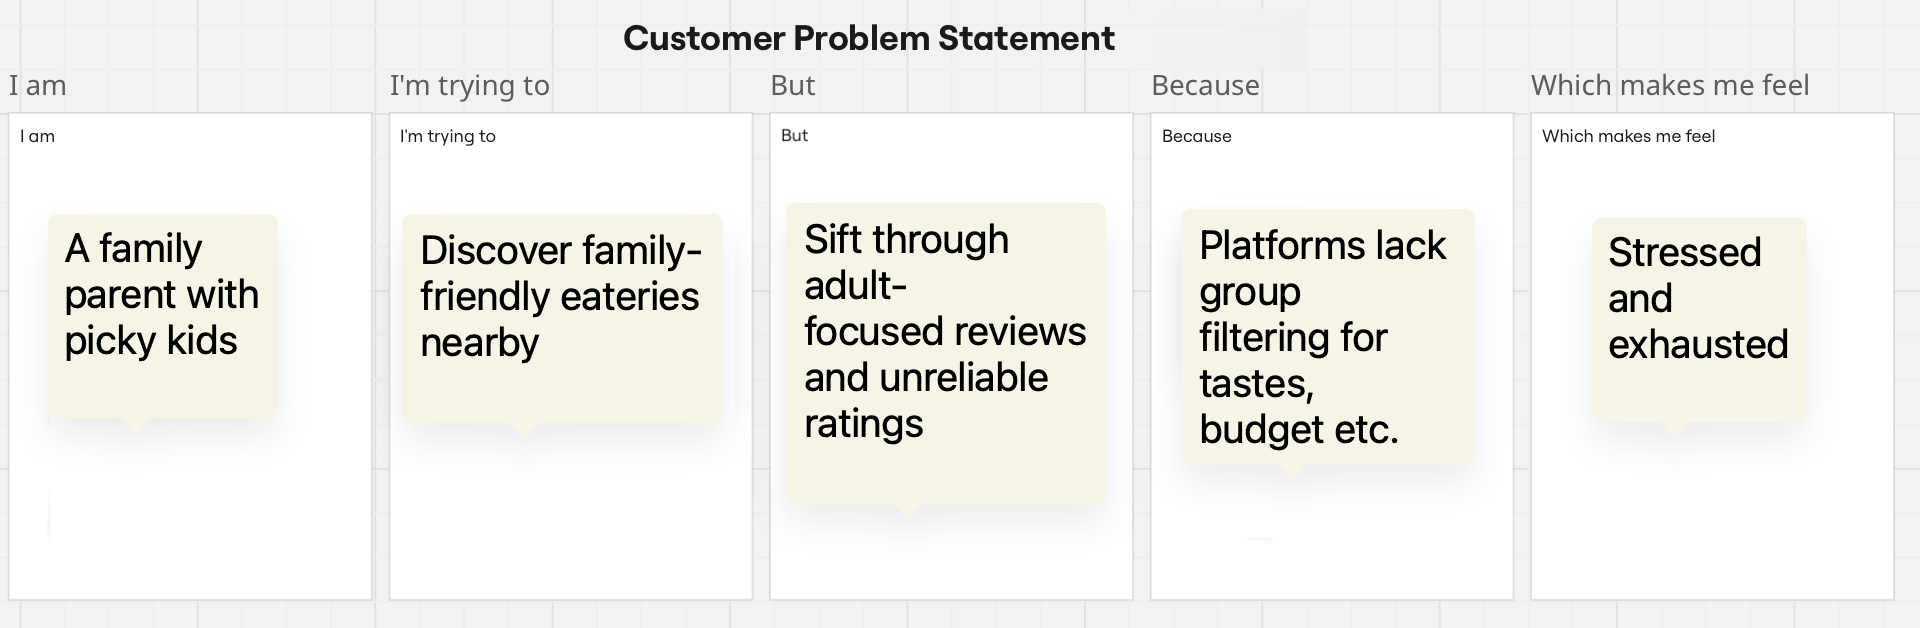 Customer Problem Statement
I am
I'm trying to
But
Because
Which makes me feel
I am
I'm trying to
But
Because
Which makes me feel
A family
parent with
picky kids
Discover family-
friendly eateries
nearby
Sift through
adult-
focused reviews
and unreliable
ratings
Platforms lack
group
filtering for
tastes,
budget etc.
Stressed
and
exhausted